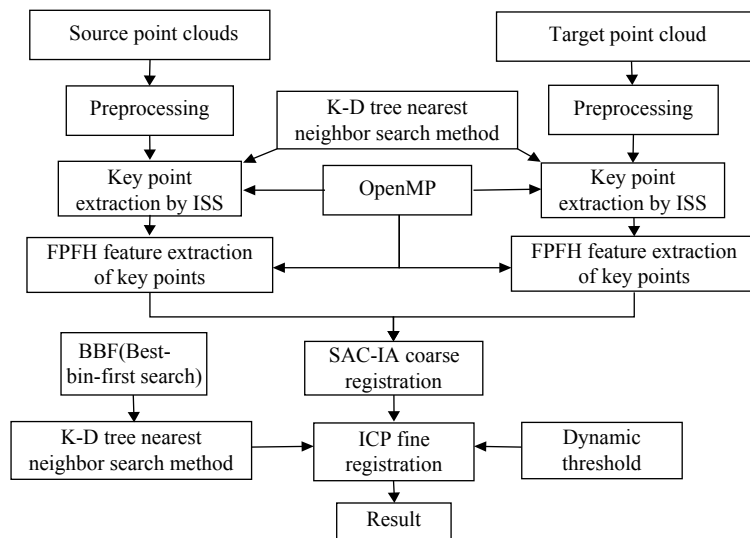 Source point clouds
Target point cloud
Preprocessing
K-D tree nearest
neighbor search method
Preprocessing
Key point
extraction by ISS
OpenMP
Key point
extraction by ISS
FPFH feature extraction
of key points
FPFH feature extraction
of key points
BBF(Best-
bin-first search)
SAC-IA coarse
registration
K-D tree nearest
neighbor search method
ICP fine
registration
Dynamic
threshold
Result